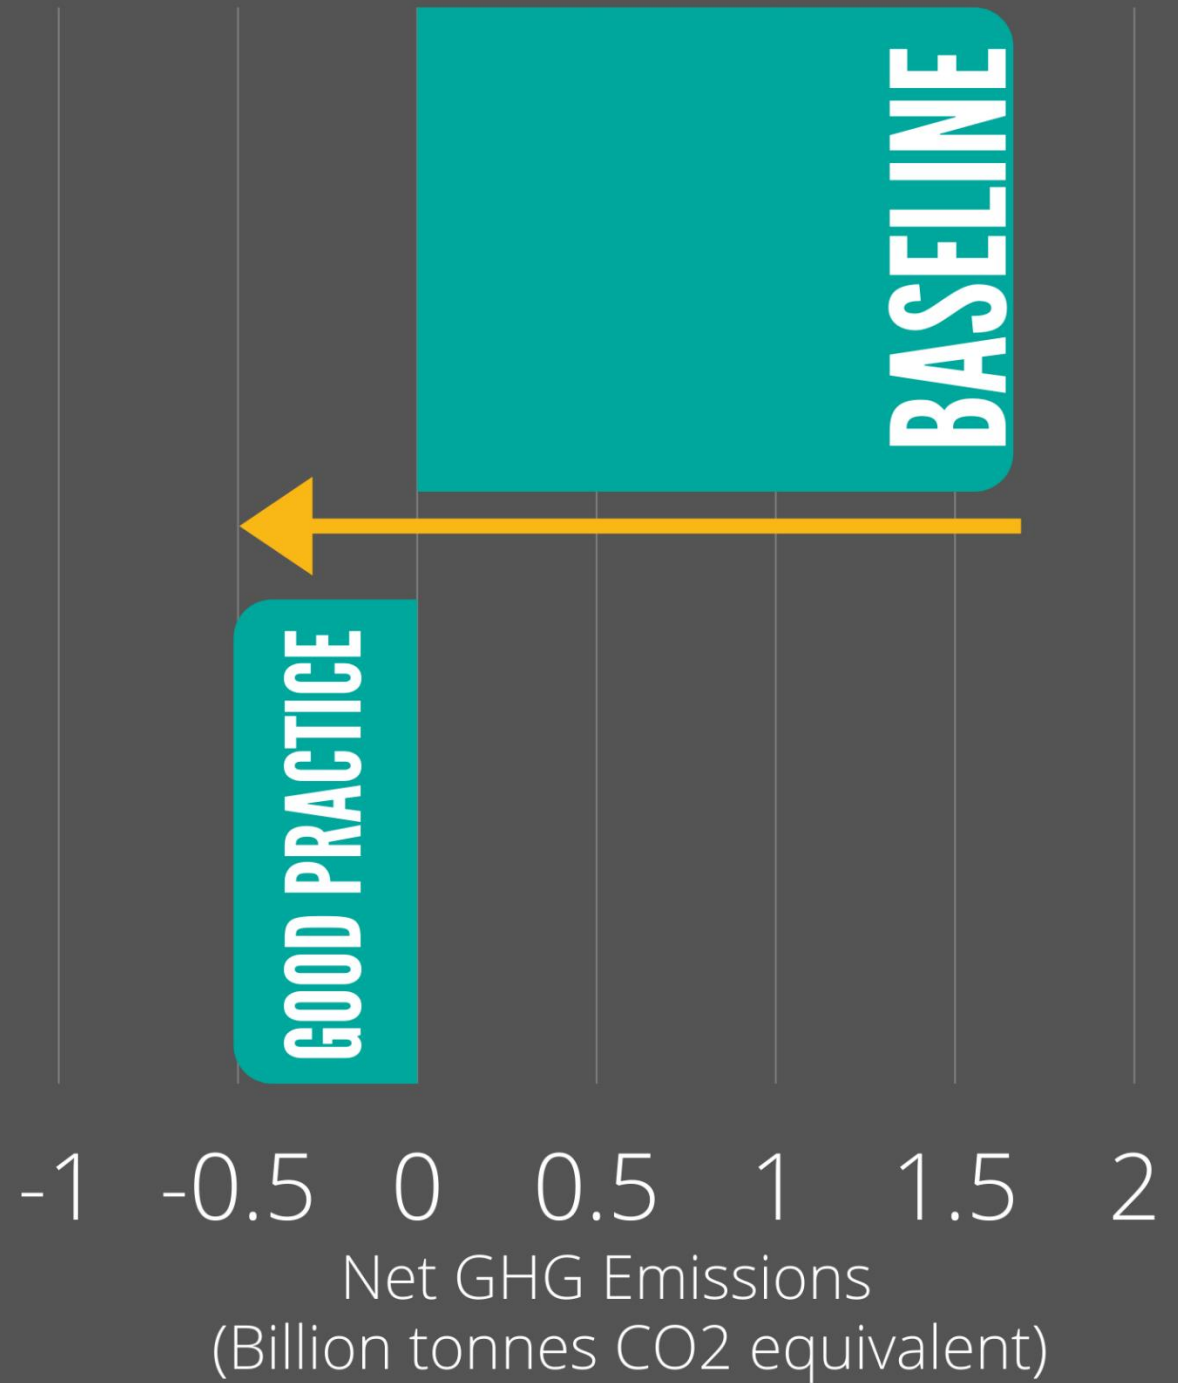 BASELINE
GOOD PRACTICE
-1 -0.5 0 0.5 1 1.5 2
Net GHG Emissions
(Billion tonnes CO2 equivalent)